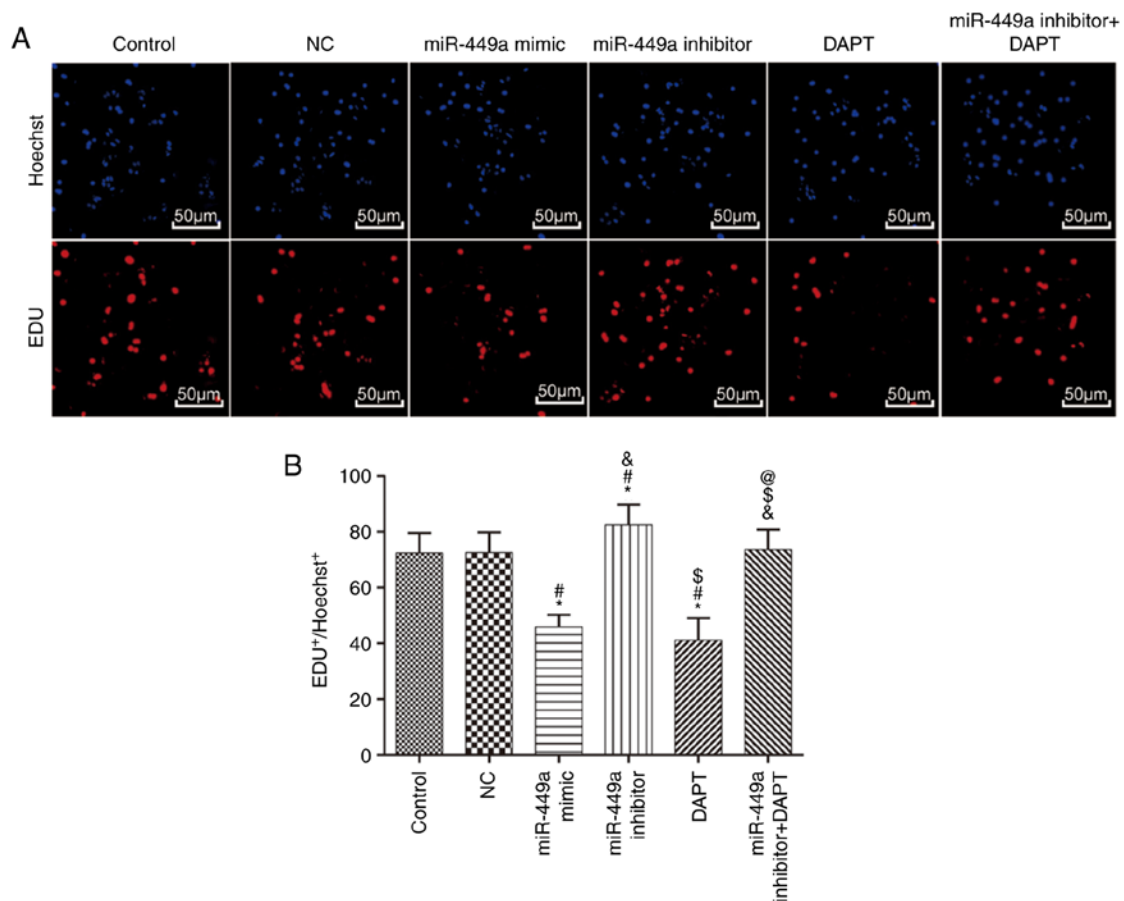 A
Control
NC
miR-449a mimic
miR-449a inhibitor
DAPT
miR-449a inhibitor+
DAPT
Hoechst
50µm
50µm
50µm
50µm
50µm
50µm
EDU
50µm
50µm
50µm
50µm
50µm
50µm
B
EDU⁺/Hoechst⁺
100
80
60
40
20
0
#
*
&
#
*
$
#
*
@
$
&
Control
NC
miR-449a
mimic
miR-449a
inhibitor
DAPT
miR-449a
inhibitor+DAPT